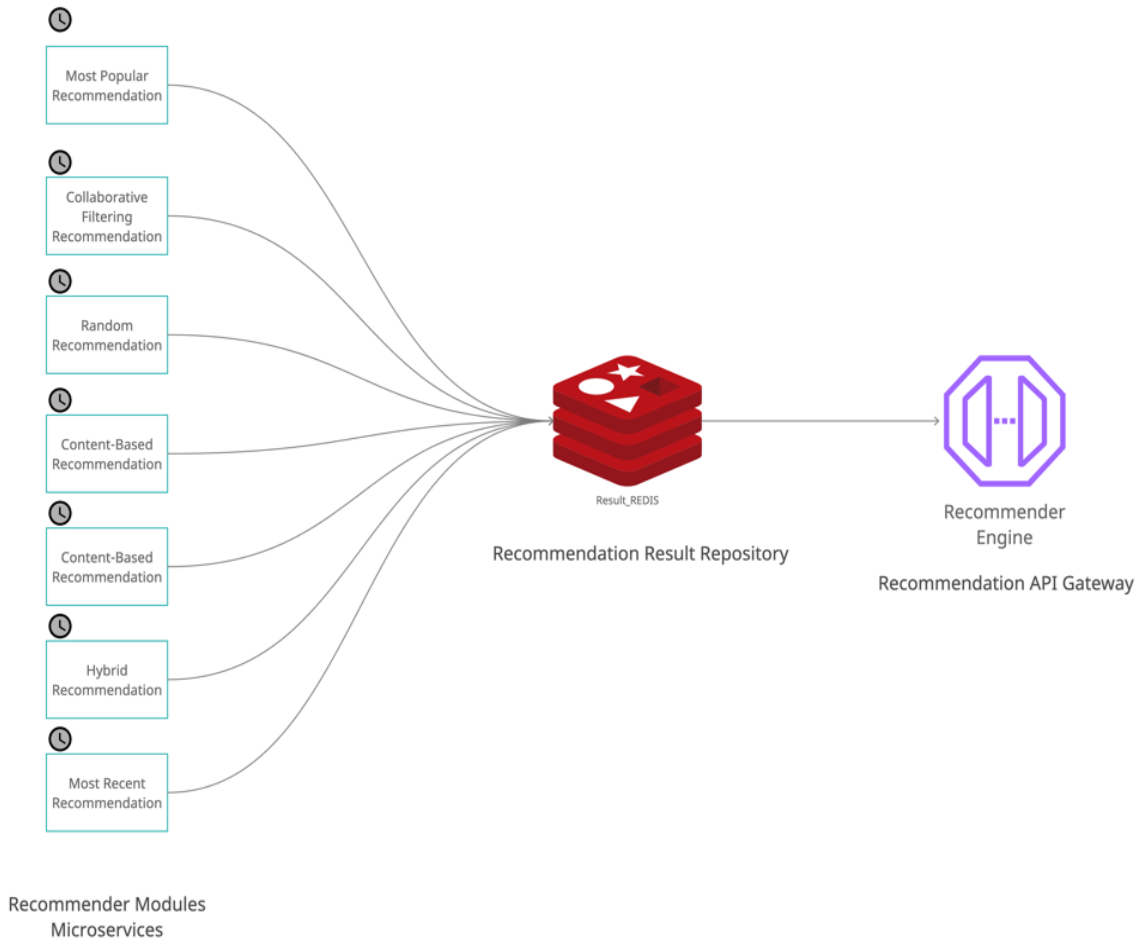 Most Popular
Recommendation
Collaborative
Filtering
Recommendation
Random
Recommendation
Content-Based
Recommendation
Content-Based
Recommendation
Hybrid
Recommendation
Most Recent
Recommendation
Recommender Modules
Microservices
Result_REDIS
Recommendation Result Repository
Recommender
Engine
Recommendation API Gateway